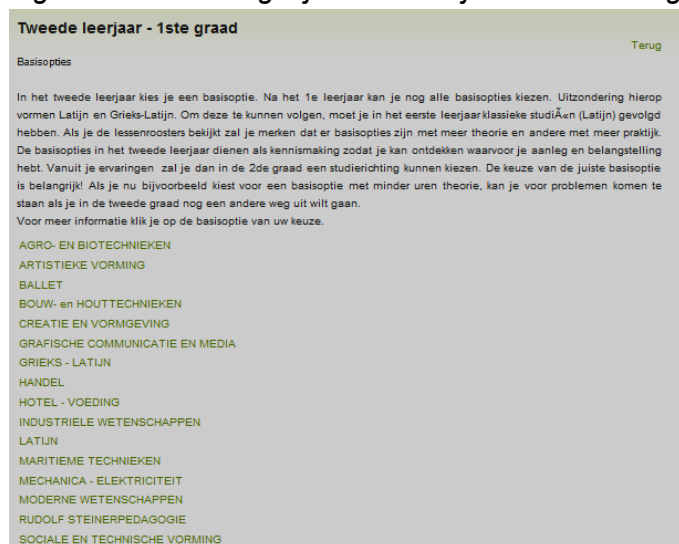 Tweede leerjaar - 1ste graad
Terug
Basisopties
In het tweede leerjaar kies je een basisoptie. Na het 1e leerjaar kan je nog alle basisopties kiezen. Uitzondering hierop
vormen Latijn en Grieks-Latijn. Om deze te kunnen volgen, moet je in het eerste leerjaar klassieke studiÃ«n (Latijn) gevolgd
hebben. Als je de lessenroosters bekijkt zal je merken dat er basisopties zijn met meer theorie en andere met meer praktijk.
De basisopties in het tweede leerjaar dienen als kennismaking zodat je kan ontdekken waarvoor je aanleg en belangstelling
hebt. Vanuit je ervaringen zal je dan in de 2de graad een studierichting kunnen kiezen. De keuze van de juiste basisoptie
is belangrijk! Als je nu bijvoorbeeld kiest voor een basisoptie met minder uren theorie, kan je voor problemen komen te
staan als je in de tweede graad nog een andere weg uit wilt gaan.
Voor meer informatie klik je op de basisoptie van uw keuze.
AGRO- EN BIOTECHNIEKEN
ARTISTIEKE VORMING
BALLET
BOUW- en HOUTTECHNIEKEN
CREATIE EN VORMGEVING
GRAFISCHE COMMUNICATIE EN MEDIA
GRIEKS - LATIJN
HANDEL
HOTEL - VOEDING
INDUSTRIELE WETENSCHAPPEN
LATIJN
MARITIEME TECHNIEKEN
MECHANICA - ELEKTRICITEIT
MODERNE WETENSCHAPPEN
RUDOLF STEINERPEDAGOGIE
SOCIALE EN TECHNISCHE VORMING